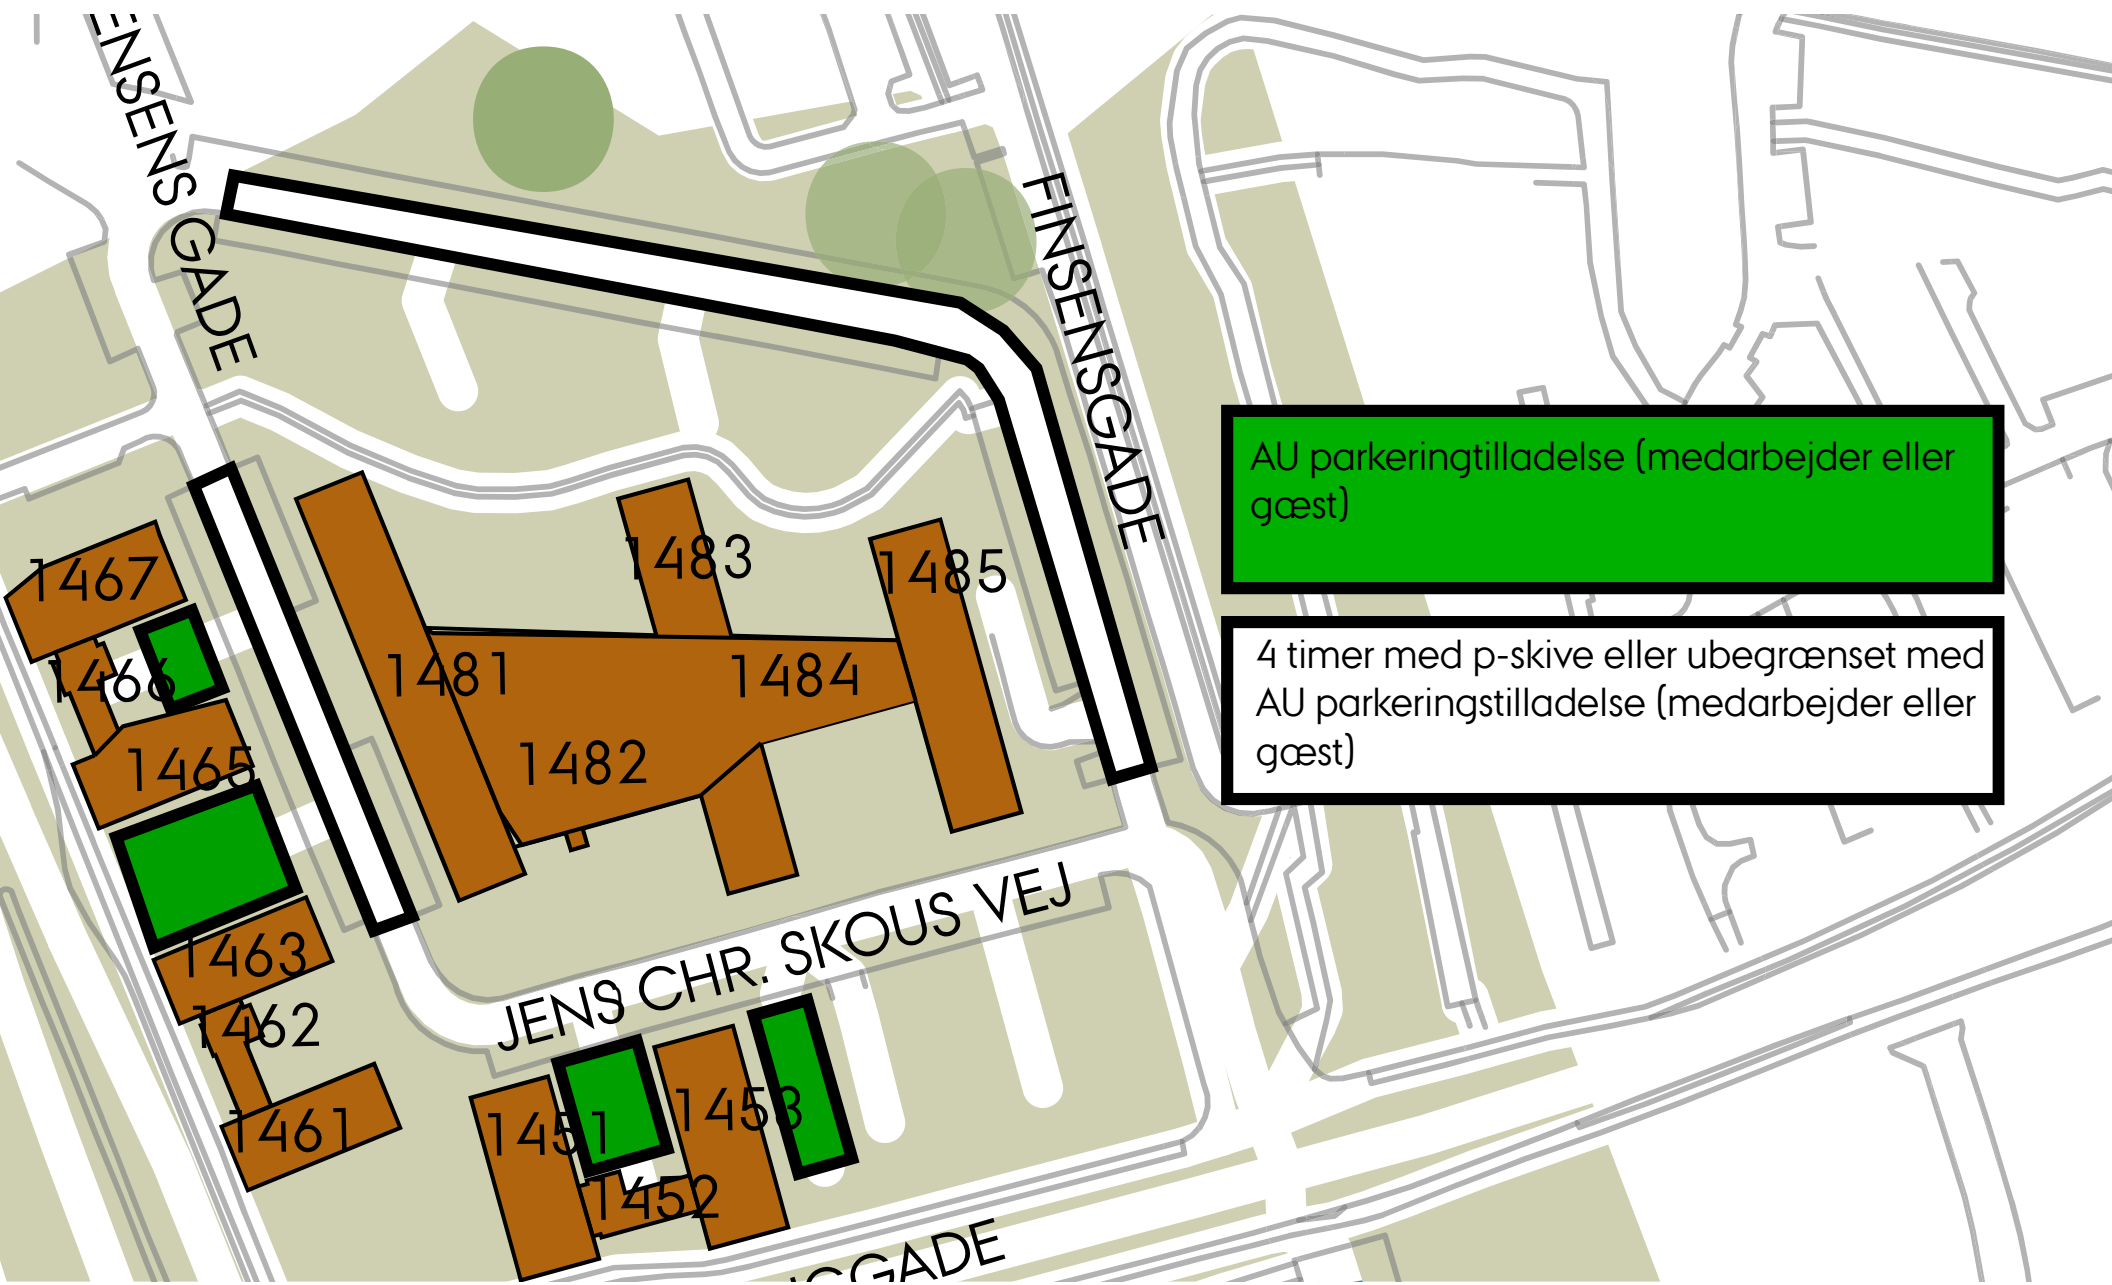 ENSENS GADE
FINSENSGADE
AU parkeringtilladelse (medarbejder eller
gæst)
4 timer med p-skive eller ubegrænset med
AU parkeringstilladelse (medarbejder eller
gæst)
1467
1483
1485
1466
1481
1484
1465
1482
1463
1462
JENS CHR. SKOUS VEJ
1461
1451
1453
1452
GGADE